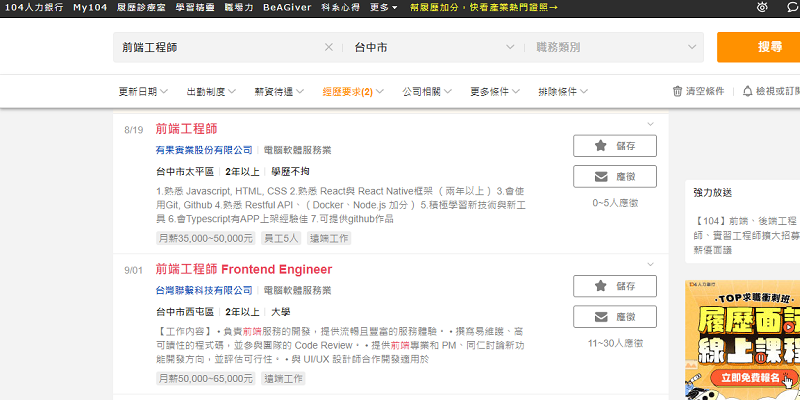 104人力銀行 My104 履歷診療室 學習精靈 職場力 BeAGiver 科系心得 更多 幫履歷加分，快看產業熱門證照→
前端工程師 台中市 職務類別 搜尋
更新日期 出勤制度 薪資待遇 經歷要求(2) 公司相關 更多條件 排除條件 清空條件 檢視或訂閱
8/19 前端工程師
有果實業股份有限公司 電腦軟體服務業
台中市太平區 2年以上 學歷不拘
1.熟悉 Javascript, HTML, CSS 2.熟悉 React與 React Native框架 （ 兩年以上 ）3.會使
用Git, Github 4.熟悉 Restful API、（ Docker、Node.js 加分 ）5.積極學習新技術與新工
具 6.會Typescript有APP上架經驗佳 7.可提供github作品
月薪35,000~50,000元 員工5人 遠端工作
儲存
應徵
0~5人應徵
9/01 前端工程師 Frontend Engineer
台灣聯繫科技有限公司 電腦軟體服務業
台中市西屯區 2年以上 大學
【工作內容】 • 負責前端服務的開發，提供流暢且豐富的服務體驗。 • 撰寫易維護、高
可讀性的程式碼，並參與團隊的 Code Review。 • 提供前端專業和 PM、同仁討論新功
能開發方向，並評估可行性。 • 與 UI/UX 設計師合作開發適用於
月薪50,000~65,000元 遠端工作
儲存
應徵
11~30人應徵
強力放送
【104】前端、後端工程
師、實習工程師擴大招募
薪優面議
104人力銀行
TOP求職衝刺班
履歷面試
線上課程
立即免費報名